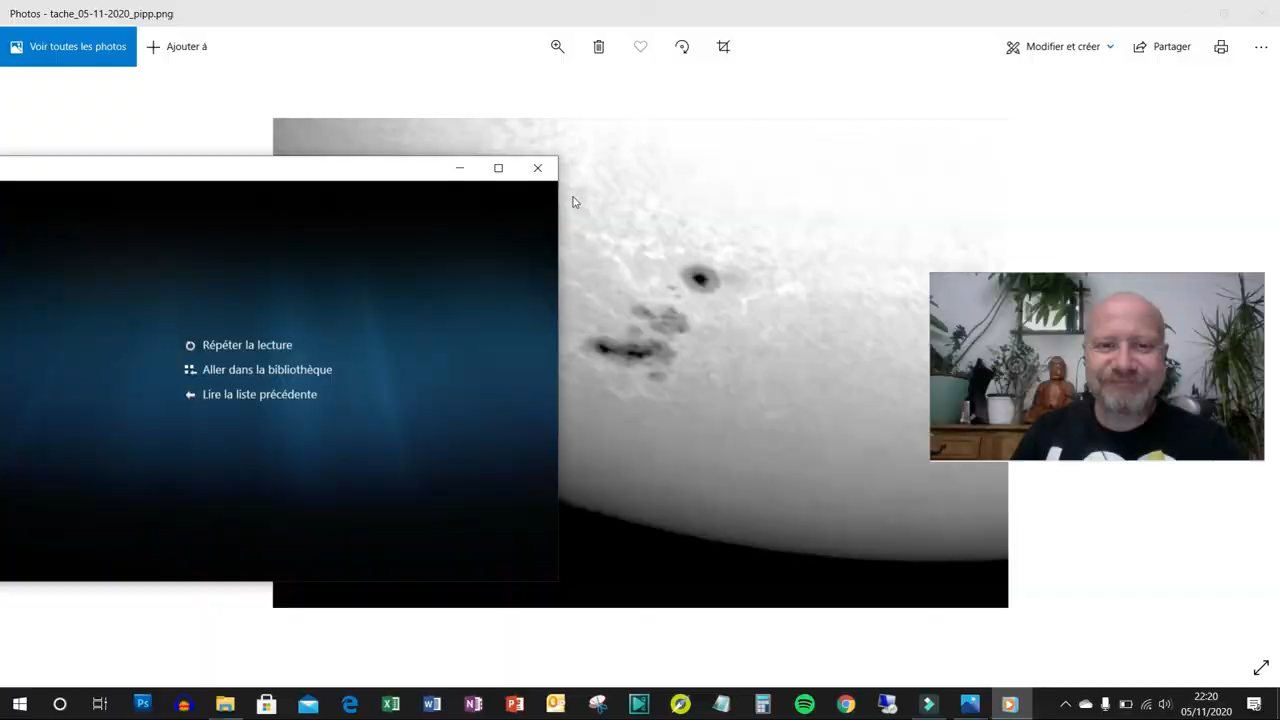 Photos - tache_05-11-2020_pipp.png
Voir toutes les photos
Ajouter à
Modifier et créer
Partager
Répéter la lecture
Aller dans la bibliothèque
Lire la liste précédente
22:20
05/11/2020